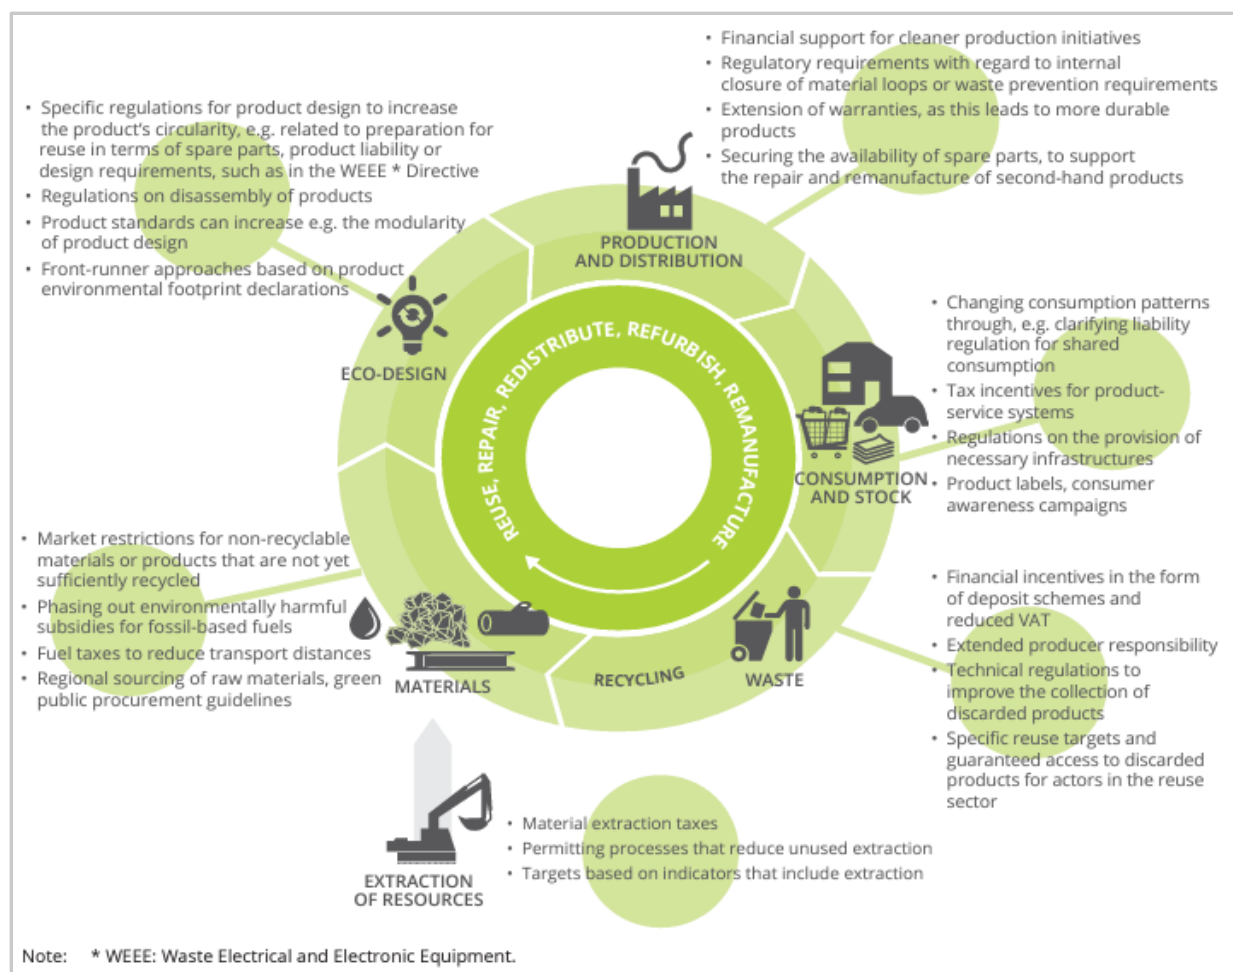 • Financial support for cleaner production initiatives
• Regulatory requirements with regard to internal
closure of material loops or waste prevention requirements
• Extension of warranties, as this leads to more durable
products
• Securing the availability of spare parts, to support
the repair and remanufacture of second-hand products
• Specific regulations for product design to increase
the product's circularity, e.g. related to preparation for
reuse in terms of spare parts, product liability or
design requirements, such as in the WEEE * Directive
• Regulations on disassembly of products
• Product standards can increase e.g. the modularity
of product design
• Front-runner approaches based on product
environmental footprint declarations
PRODUCTION
AND DISTRIBUTION
ECO-DESIGN
REUSE, REPAIR, REDISTRIBUTE, REFURBISH, REMANUFACTURE
• Changing consumption patterns
through, e.g. clarifying liability
regulation for shared
consumption
• Tax incentives for product-
service systems
• Regulations on the provision of
necessary infrastructures
• Product labels, consumer
awareness campaigns
CONSUMPTION
AND STOCK
• Market restrictions for non-recyclable
materials or products that are not yet
sufficiently recycled
• Phasing out environmentally harmful
subsidies for fossil-based fuels
• Fuel taxes to reduce transport distances
• Regional sourcing of raw materials, green
public procurement guidelines
MATERIALS
RECYCLING
WASTE
• Financial incentives in the form
of deposit schemes and
reduced VAT
• Extended producer responsibility
• Technical regulations to
improve the collection of
discarded products
• Specific reuse targets and
guaranteed access to discarded
products for actors in the reuse
sector
EXTRACTION
OF RESOURCES
• Material extraction taxes
• Permitting processes that reduce unused extraction
• Targets based on indicators that include extraction
Note: * WEEE: Waste Electrical and Electronic Equipment.